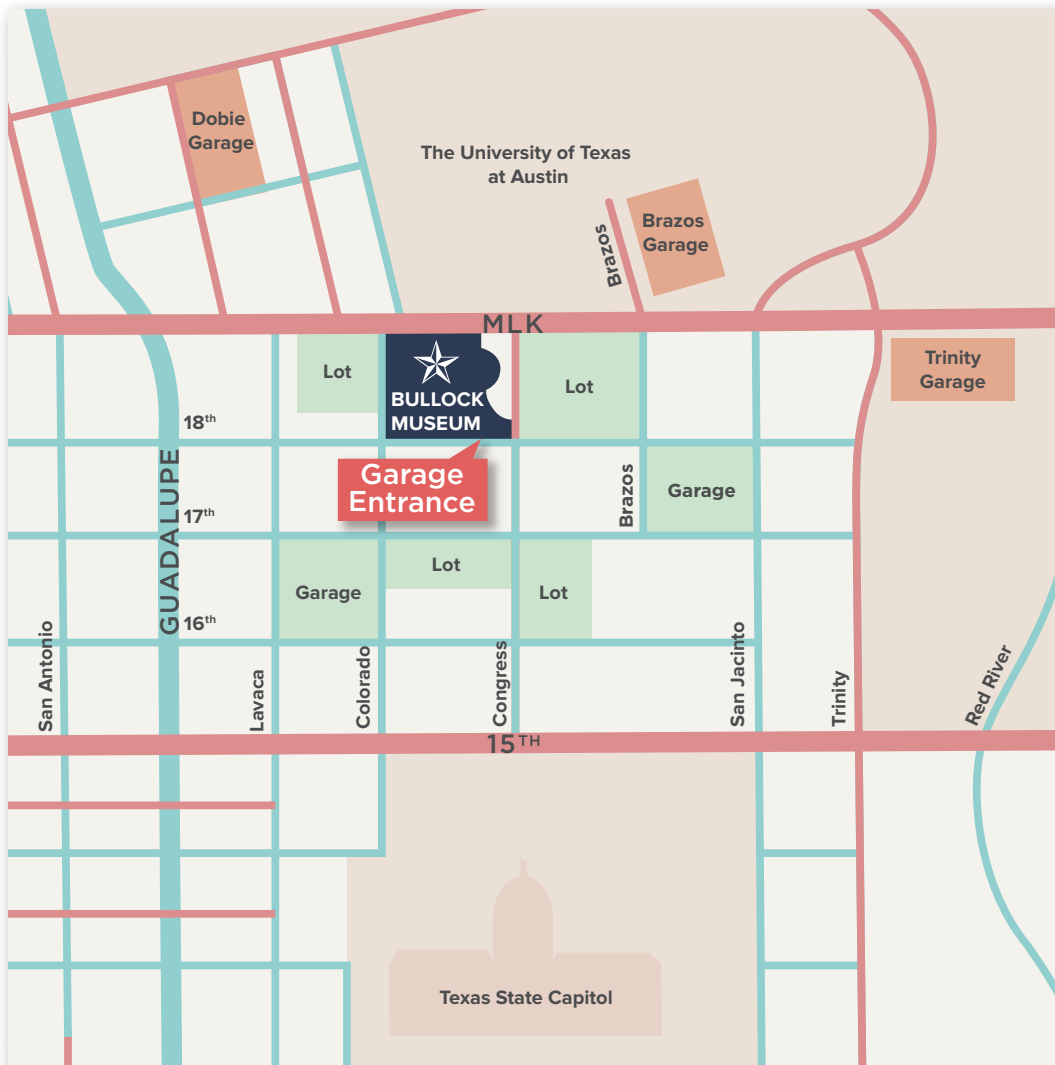 Dobie
Garage
The University of Texas
at Austin
Brazos
Brazos
Garage
MLK
Lot
BULLOCK
MUSEUM
Lot
Trinity
Garage
18th
Garage
Entrance
GUADALUPE
17th
Brazos
Garage
Garage
Lot
Lot
16th
San Antonio
Lavaca
Colorado
Congress
San Jacinto
Trinity
Red River
15TH
Texas State Capitol